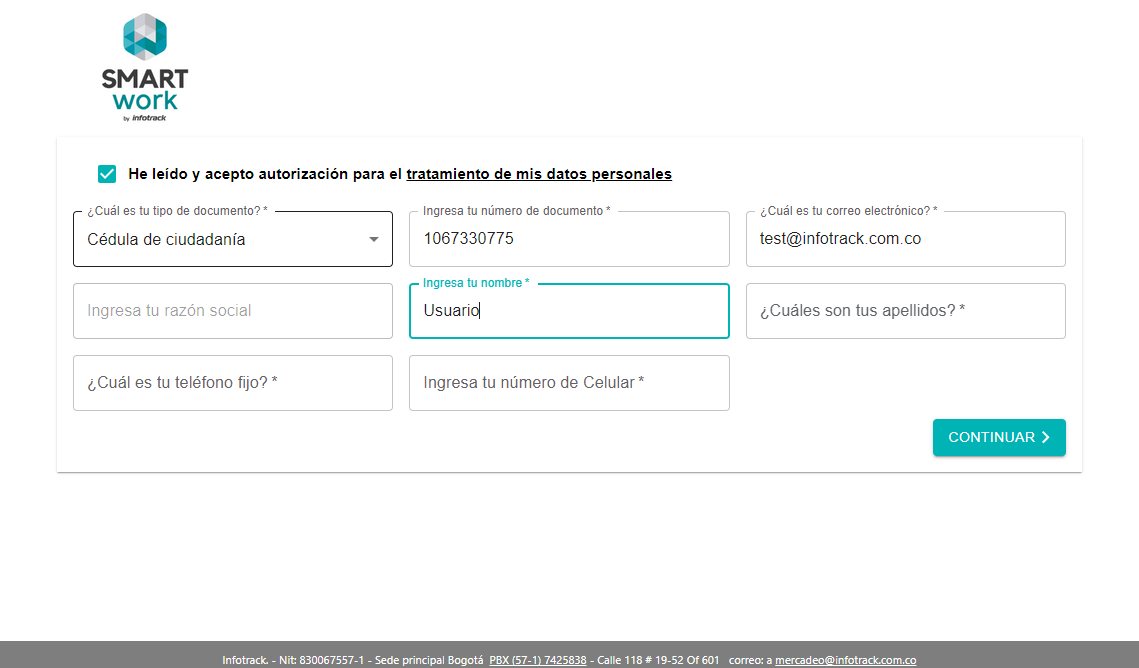 SMART
work
by infotrack
He leído y acepto autorización para el tratamiento de mis datos personales
¿Cuál es tu tipo de documento? *
Cédula de ciudadanía
Ingresa tu número de documento *
1067330775
¿Cuál es tu correo electrónico? *
test@infotrack.com.co
Ingresa tu razón social
Ingresa tu nombre *
Usuario
¿Cuáles son tus apellidos? *
¿Cuál es tu teléfono fijo? *
Ingresa tu número de Celular *
CONTINUAR
Infotrack. - Nit: 830067557-1 - Sede principal Bogotá PBX (57-1) 7425838 - Calle 118 # 19-52 Of 601 correo: a mercadeo@infotrack.com.co